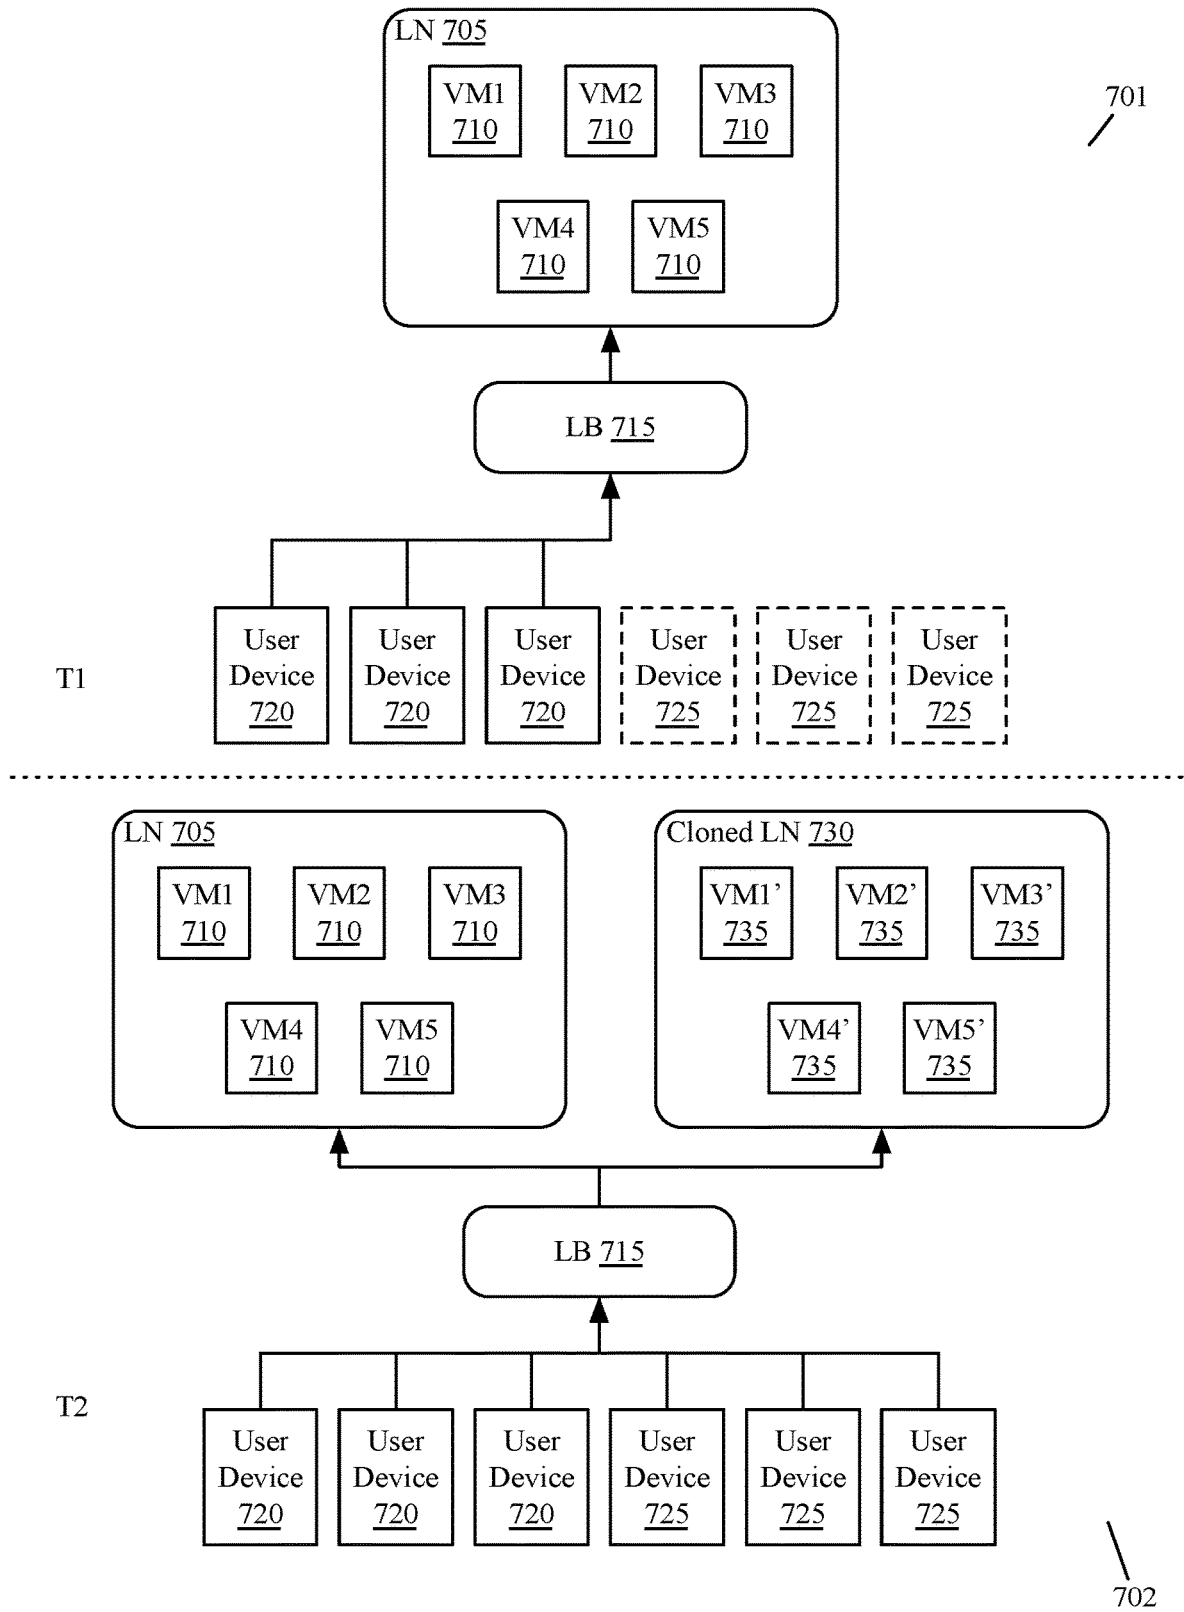 LN 705
VM1 VM2 VM3
710 710 710
701
VM4 VM5
710 710
LB 715
User User User User User User
Device Device Device Device Device Device
720 720 720 725 725 725
T1
LN 705
Cloned LN 730
VM1 VM2 VM3 VM1’ VM2’ VM3’
710 710 710 735 735 735
VM4 VM5 VM4’ VM5’
710 710 735 735
LB 715
T2
User User User User User User
Device Device Device Device Device Device
720 720 720 725 725 725
702